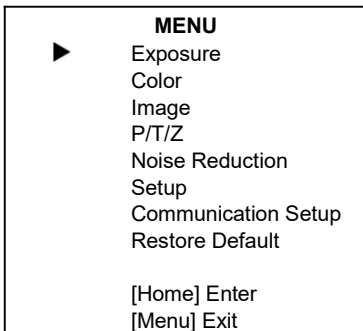 MENU
Exposure
Color
Image
P/T/Z
Noise Reduction
Setup
Communication Setup
Restore Default
[Home] Enter
[Menu] Exit